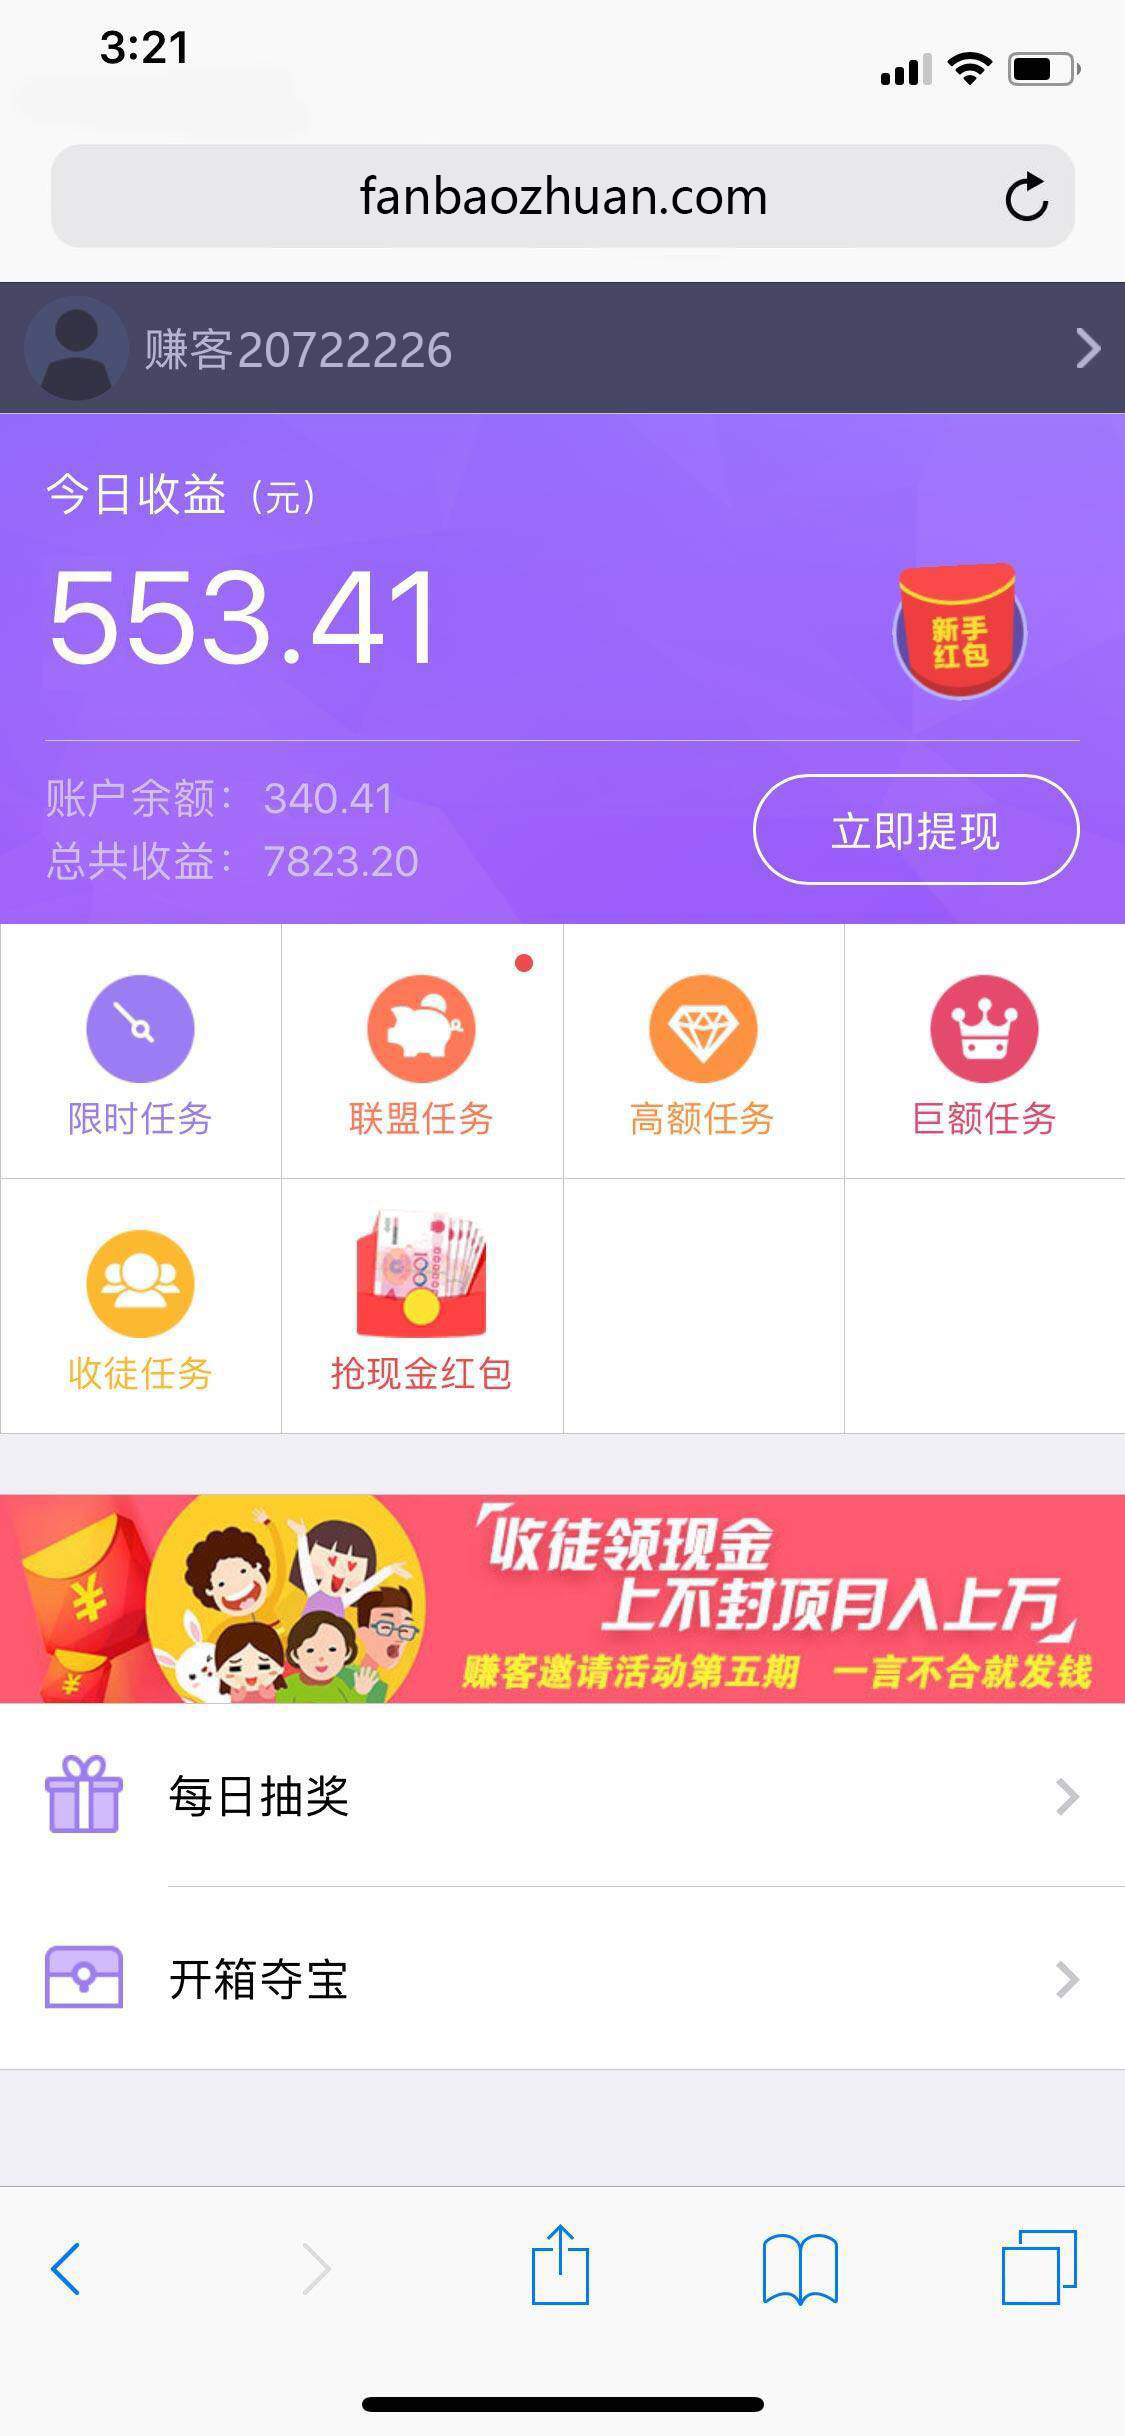 3:21
fanbaozhuan.com
赚客20722226
今日收益（元）
553.41
新手
红包
账户余额： 340.41
总共收益： 7823.20
立即提现
限时任务
联盟任务
高额任务
巨额任务
100
收徒任务
抢现金红包
「收徒领现金
上不封顶月入上万」
赚客邀请活动第五期 一言不合就发钱
¥
¥
每日抽奖
开箱夺宝